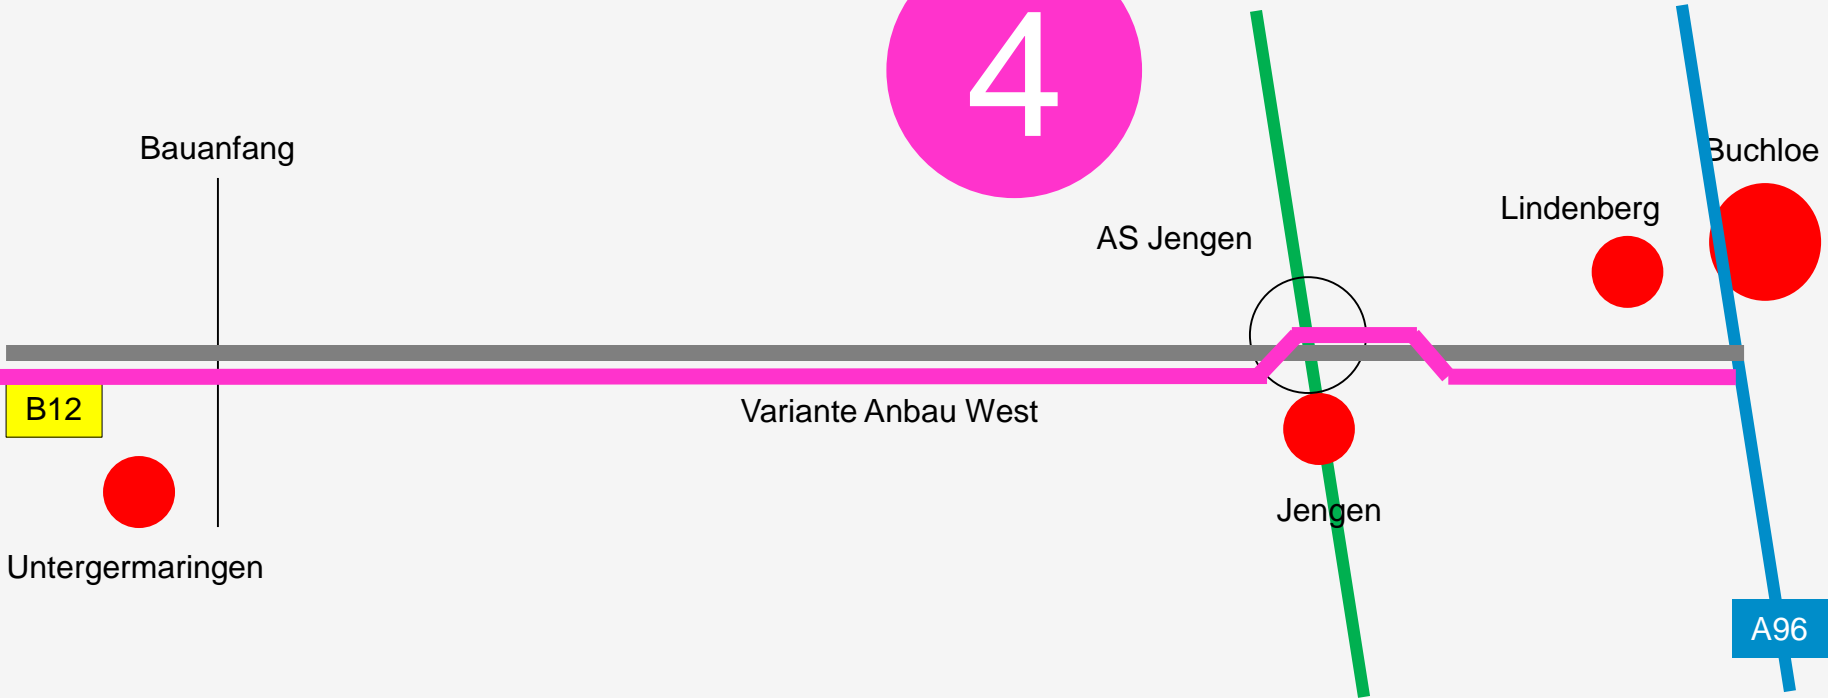 4
Bauanfang
Buchloe
Lindenberg
AS Jengen
B12
Variante Anbau West
Jengen
Untergermaringen
A96